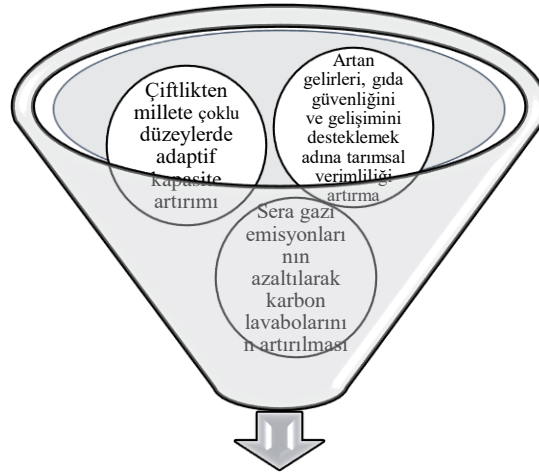 Çiftlikten
millete çoklu
düzeylerde
adaptif
kapasite
artırımı
Artan
gelirleri, gıda
güvenliğini
ve gelişimini
desteklemek
adına tarımsal
verimliliği
artırma
Sera gazi
emisyonları
nın
azaltılarak
karbon
lavabolarını
n artırılması